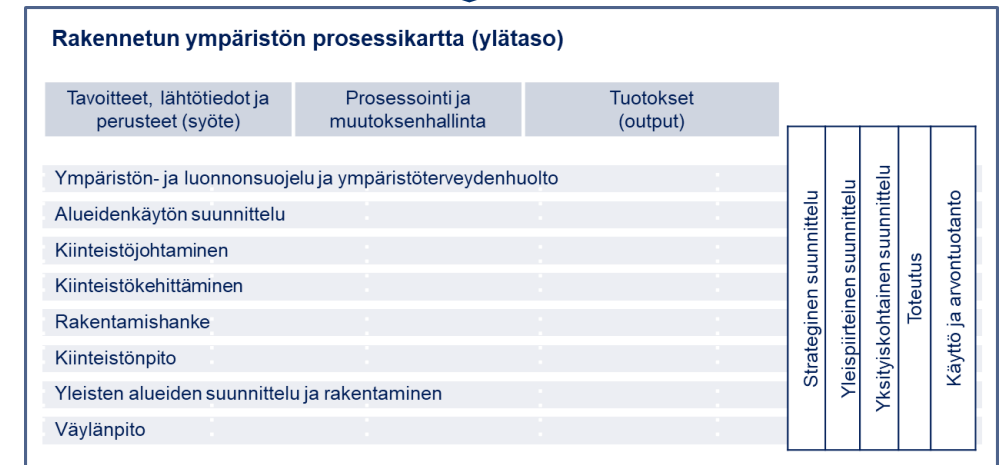 Rakennetun ympäristön prosessikartta (ylätaso)
Tavoitteet, lähtötiedot ja
perusteet (syöte)
Prosessointi ja
muutoksenhallinta
Tuotokset
(output)
Ympäristön- ja luonnonsuojelu ja ympäristöterveydenhuolto
Alueidenkäytön suunnittelu
Kiinteistöjohtaminen
Kiinteistökehittäminen
Rakentamishanke
Kiinteistönpito
Yleisten alueiden suunnittelu ja rakentaminen
Väylänpito
Strateginen suunnittelu
Yleispiirteinen suunnittelu
Yksityiskohtainen suunnittelu
Toteutus
Käyttö ja arvontuotanto